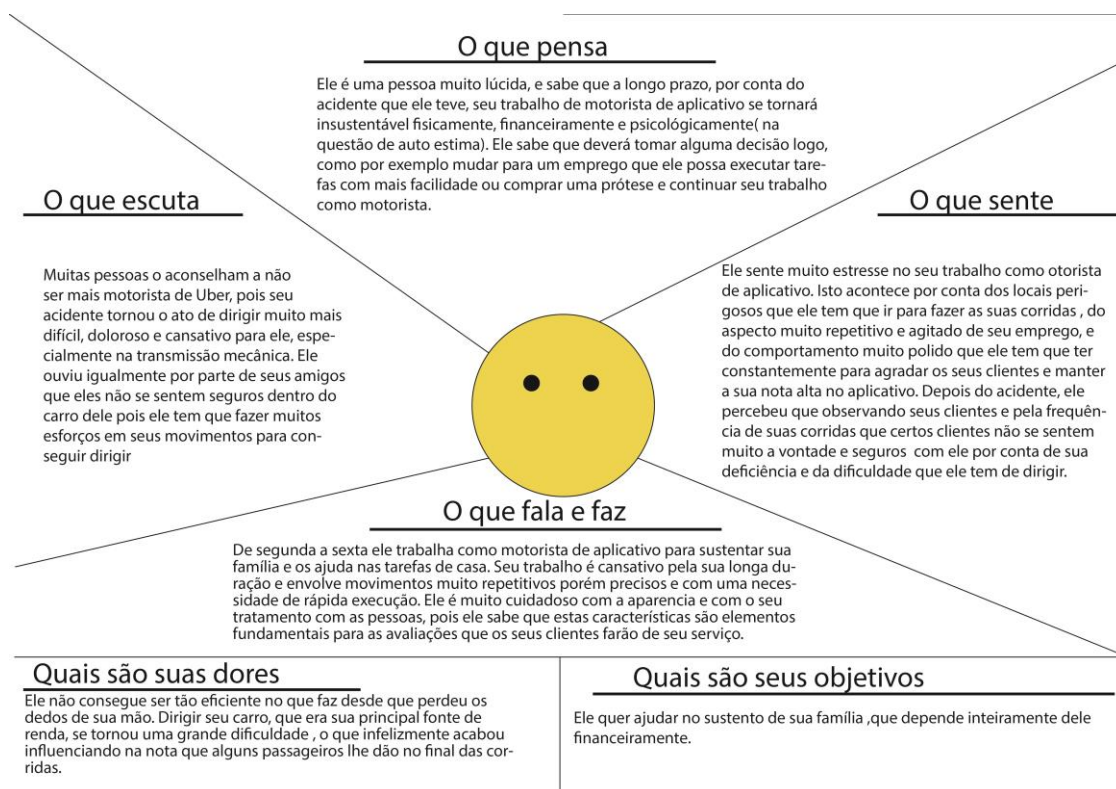 O que pensa
Ele é uma pessoa muito lúcida, e sabe que a longo prazo, por conta do
acidente que ele teve, seu trabalho de motorista de aplicativo se tornará
insustentável fisicamente, financeiramente e psicológicamente( na
questão de auto estima). Ele sabe que deverá tomar alguma decisão logo,
como por exemplo mudar para um emprego que ele possa executar tare-
fas com mais facilidade ou comprar uma prótese e continuar seu trabalho
como motorista.
O que escuta
Muitas pessoas o aconselham a não
ser mais motorista de Uber, pois seu
acidente tornou o ato de dirigir muito mais
difícil, doloroso e cansativo para ele, espe-
cialmente na transmissão mecânica. Ele
ouviu igualmente por parte de seus amigos
que eles não se sentem seguros dentro do
carro dele pois ele tem que fazer muitos
esforços em seus movimentos para con-
seguir dirigir
O que sente
Ele sente muito estresse no seu trabalho como otorista
de aplicativo. Isto acontece por conta dos locais peri-
gosos que ele tem que ir para fazer as suas corridas , do
aspecto muito repetitivo e agitado de seu emprego, e
do comportamento muito polido que ele tem que ter
constantemente para agradar os seus clientes e manter
a sua nota alta no aplicativo. Depois do acidente, ele
percebeu que observando seus clientes e pela frequên-
cia de suas corridas que certos clientes não se sentem
muito a vontade e seguros com ele por conta de sua
deficiência e da dificuldade que ele tem de dirigir.
O que fala e faz
De segunda a sexta ele trabalha como motorista de aplicativo para sustentar sua
família e os ajuda nas tarefas de casa. Seu trabalho é cansativo pela sua longa du-
ração e envolve movimentos muito repetitivos porém precisos e com uma neces-
sidade de rápida execução. Ele é muito cuidadoso com a aparencia e com o seu
tratamento com as pessoas, pois ele sabe que estas características são elementos
fundamentais para as avaliações que os seus clientes farão de seu serviço.
Quais são suas dores
Ele não consegue ser tão eficiente no que faz desde que perdeu os
dedos de sua mão. Dirigir seu carro, que era sua principal fonte de
renda, se tornou uma grande dificuldade , o que infelizmente acabou
influenciando na nota que alguns passageiros lhe dão no final das cor-
ridas.
Quais são seus objetivos
Ele quer ajudar no sustento de sua família ,que depende inteiramente dele
financeiramente.